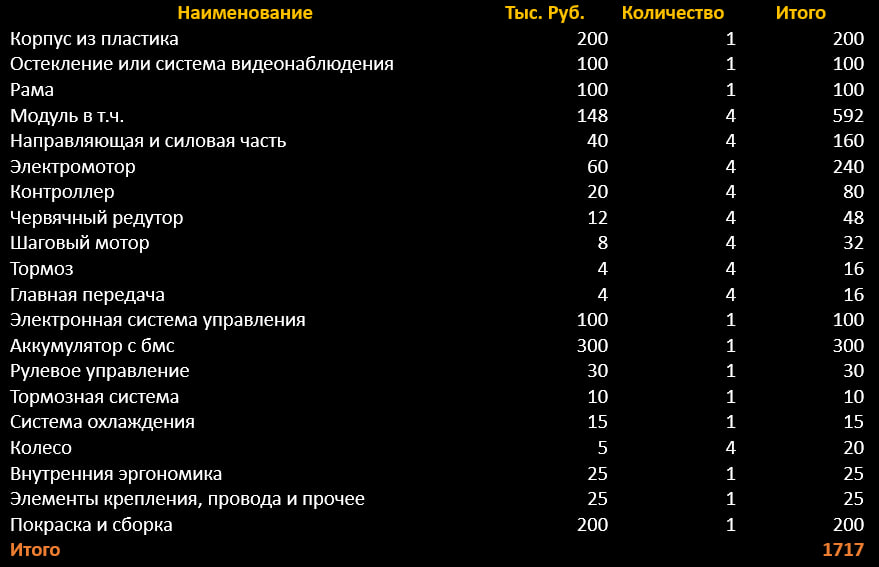 Наименование Тыс. Руб. Количество Итого
Корпус из пластика 200 1 200
Остекление или система видеонаблюдения 100 1 100
Рама 100 1 100
Модуль в т.ч. 148 4 592
Направляющая и силовая часть 40 4 160
Электромотор 60 4 240
Контроллер 20 4 80
Червячный редутор 12 4 48
Шаговый мотор 8 4 32
Тормоз 4 4 16
Главная передача 4 4 16
Электронная система управления 100 1 100
Аккумулятор с бмс 300 1 300
Рулевое управление 30 1 30
Тормозная система 10 1 10
Система охлаждения 15 1 15
Колесо 5 4 20
Внутренния эргономика 25 1 25
Элементы крепления, провода и прочее 25 1 25
Покраска и сборка 200 1 200
Итого 1717